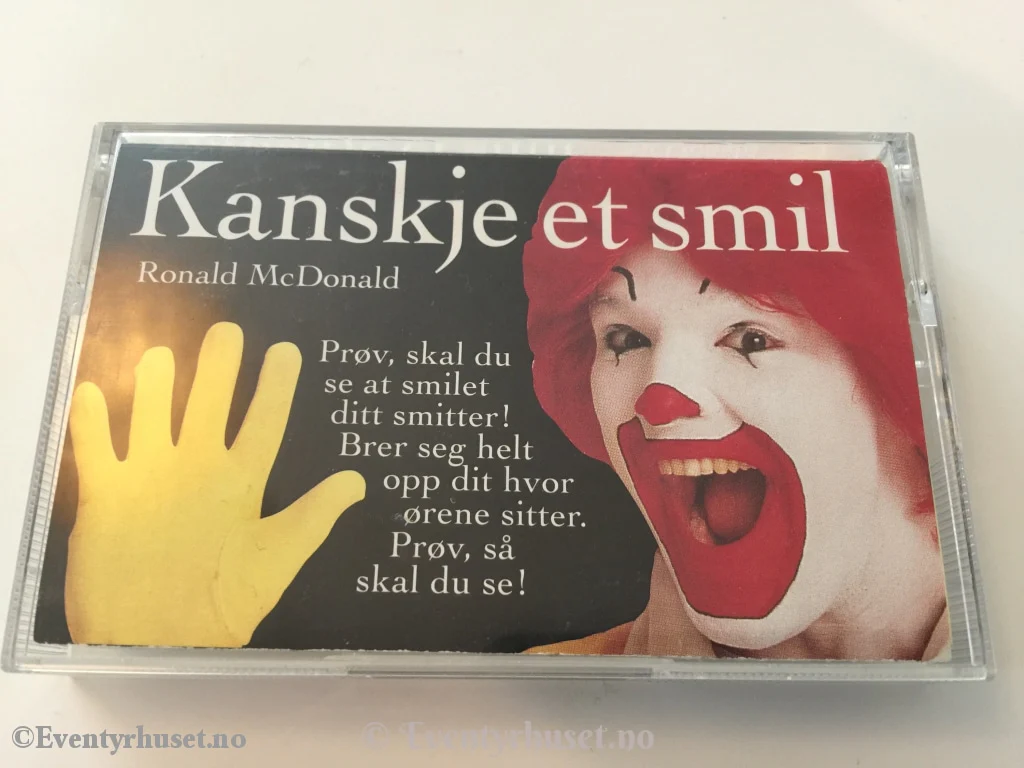 Kanskje et smil
Ronald McDonald
Prøv, skal du
se at smilet
ditt smitter!
Brer seg helt
opp dit hvor
ørene sitter.
Prøv, så
skal du se!
©Eventyrhuset.no
© Eventyrhuset.no